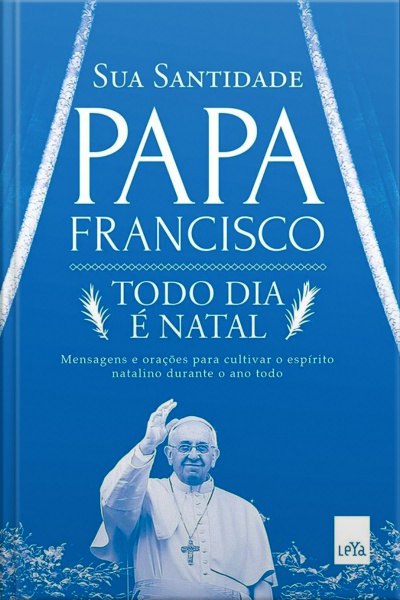 SUA SANTIDADE
PAPA
FRANCISCO
TODO DIA
É NATAL
Mensagens e orações para cultivar o espírito
natalino durante o ano todo
LeYa